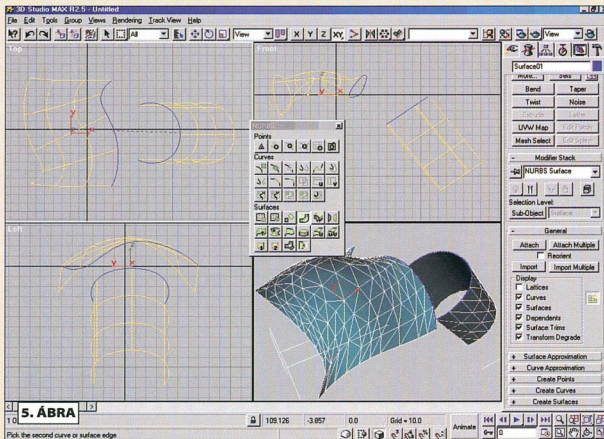 3D Studio MAX R2.5 - Untitled
File Edit Tools Group Views Rendering Track View Help
All
View
X Y Z XY
View
Top
Front
Left
NURBS
Points
Curves
Surfaces
Surface01
More... Sets
Bend Taper
Twist Noise
Extrude Lathe
UVW Map Edit Patch
Mesh Select Edit Spline
- Modifier Stack
NURBS Surface
Selection Level:
Sub-Object Surface
- General
Attach Attach Multiple
Reorient
Import Import Multiple
Display
Lattices
Curves
Surfaces
Dependents
Surface Trims
Transform Degrade
+ Surface Approximation
+ Curve Approximation
+ Create Points
+ Create Curves
+ Create Surfaces
5. ÁBRA
109.126 -3.857 0.0 Grid = 10.0
Animate
0
Pick the second curve or surface edge